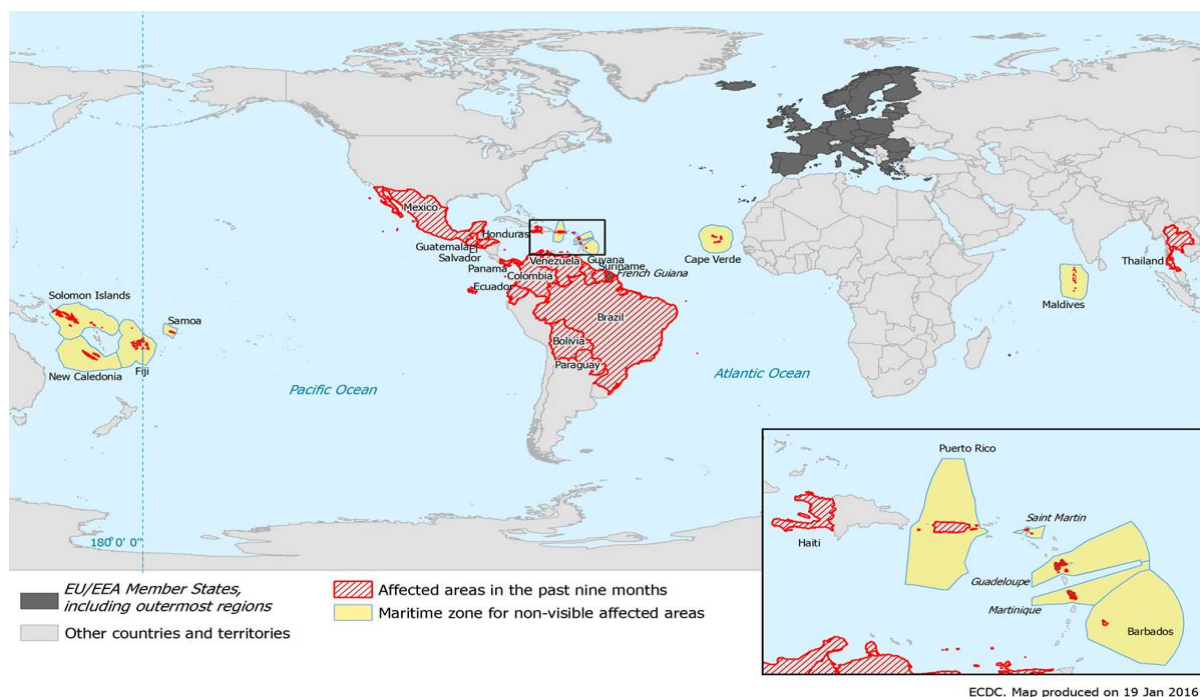 Mexico
Honduras
Guatemala
El
Salvador
Panama
Venezuela
Guyana
Suriname
French Guiana
Colombia
Ecuador
Brazil
Bolivia
Paraguay
Cape Verde
Thailand
Maldives
Solomon Islands
Samoa
New Caledonia
Fiji
Pacific Ocean
Atlantic Ocean
180°0' 0"
Puerto Rico
Saint Martin
Haiti
Guadeloupe
Martinique
Barbados
EU/EEA Member States,
including outermost regions
Other countries and territories
Affected areas in the past nine months
Maritime zone for non-visible affected areas
ECDC. Map produced on 19 Jan 2016